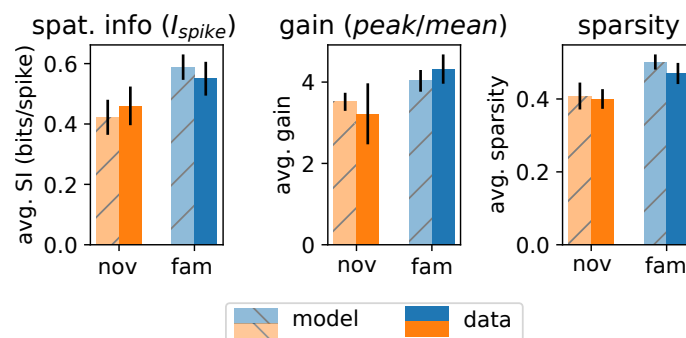 spat. info (I_spike)
gain (peak/mean)
sparsity
avg. SI (bits/spike)
0.6
0.4
0.2
0.0
nov fam
avg. gain
4
2
0
nov fam
avg. sparsity
0.4
0.2
0.0
nov fam
model data